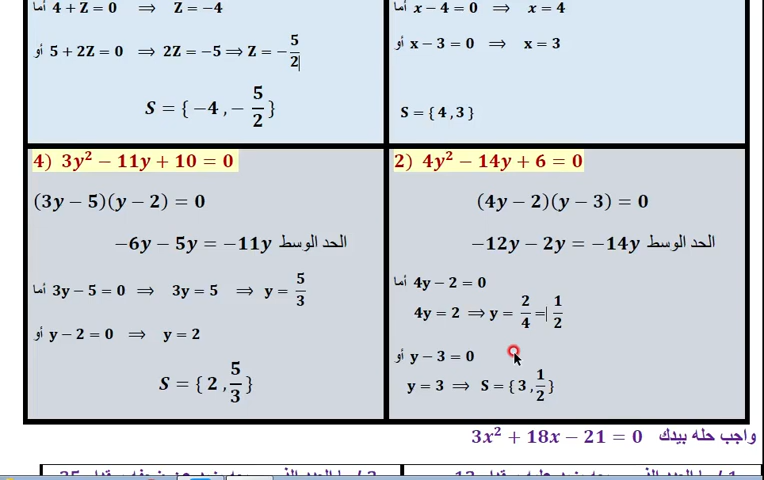 أما x − 4 = 0 ⟹ x = 4
أو x − 3 = 0 ⟹ x = 3
S = { 4 , 3 }
أما 4 + Z = 0 ⟹ Z = −4
أو 5 + 2Z = 0 ⟹ 2Z = −5 ⟹ Z = − 5/2
S = { −4 , − 5/2 }
2) 4y² − 14y + 6 = 0
(4y − 2)(y − 3) = 0
−12y − 2y = −14y الحد الوسط
أما 4y − 2 = 0
4y = 2 ⟹ y = 2/4 = 1/2
أو y − 3 = 0
y = 3 ⟹ S = { 3 , 1/2 }
4) 3y² − 11y + 10 = 0
(3y − 5)(y − 2) = 0
−6y − 5y = −11y الحد الوسط
أما 3y − 5 = 0 ⟹ 3y = 5 ⟹ y = 5/3
أو y − 2 = 0 ⟹ y = 2
S = { 2 , 5/3 }
واجب حله بيدك 3x² + 18x − 21 = 0